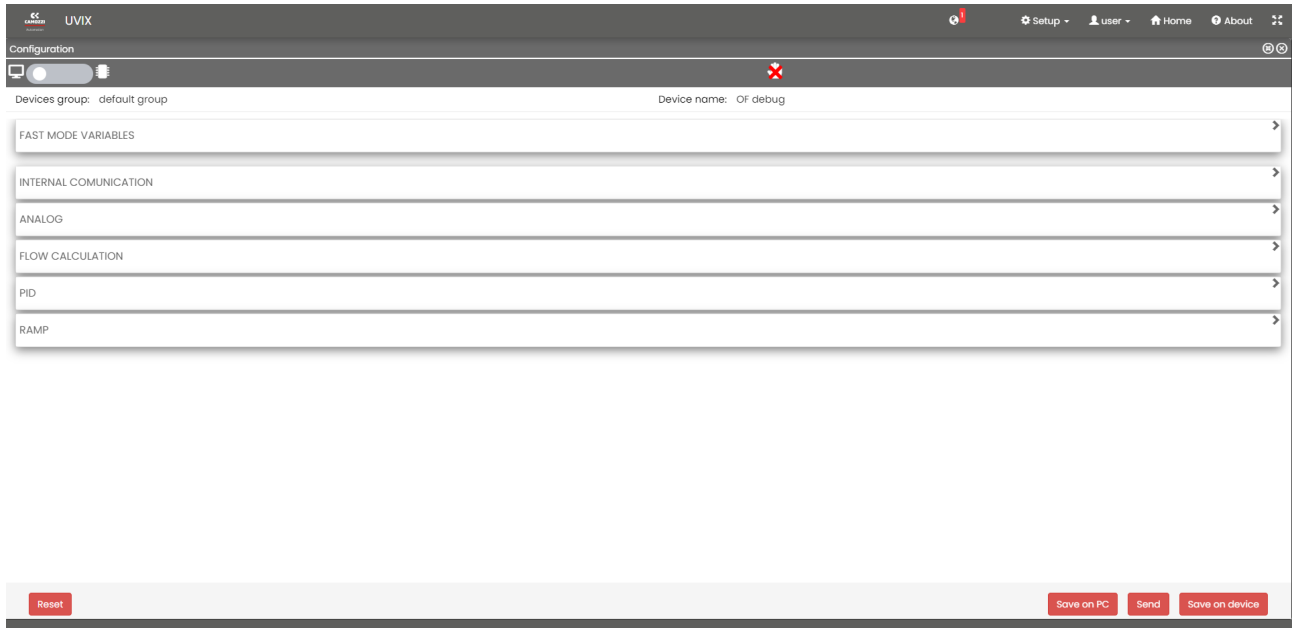 CAMOZZI
UVIX
!
Setup
user
Home
About
Configuration
Devices group: default group
Device name: OF debug
FAST MODE VARIABLES
INTERNAL COMUNICATION
ANALOG
FLOW CALCULATION
PID
RAMP
Reset
Save on PC
Send
Save on device